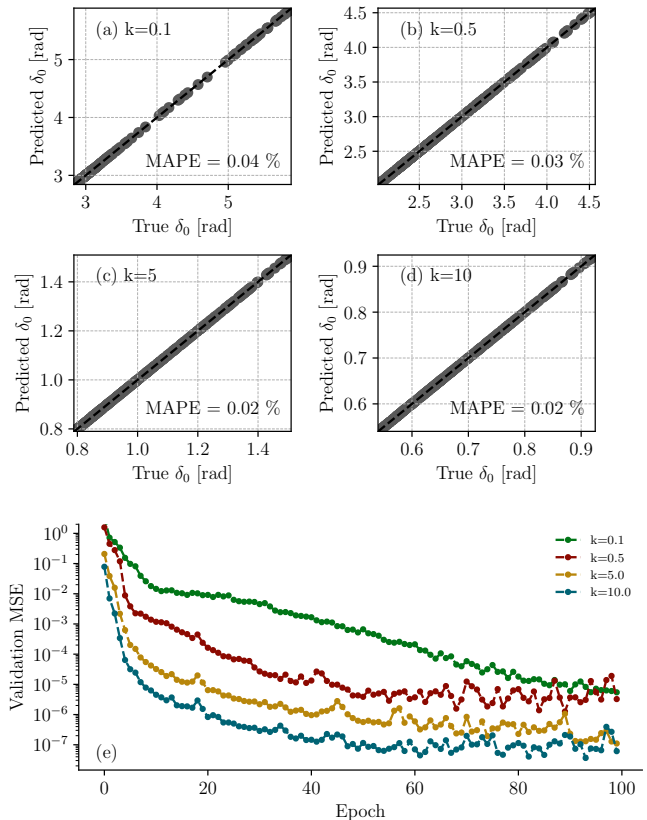 (a) k=0.1
MAPE = 0.04 %
Predicted δ₀ [rad]
5
4
3
3 4 5
True δ₀ [rad]
(b) k=0.5
MAPE = 0.03 %
Predicted δ₀ [rad]
4.5
4.0
3.5
3.0
2.5
2.5 3.0 3.5 4.0 4.5
True δ₀ [rad]
(c) k=5
MAPE = 0.02 %
Predicted δ₀ [rad]
1.4
1.2
1.0
0.8
0.8 1.0 1.2 1.4
True δ₀ [rad]
(d) k=10
MAPE = 0.02 %
Predicted δ₀ [rad]
0.9
0.8
0.7
0.6
0.6 0.7 0.8 0.9
True δ₀ [rad]
Validation MSE
10⁰
10⁻¹
10⁻²
10⁻³
10⁻⁴
10⁻⁵
10⁻⁶
10⁻⁷
k=0.1
k=0.5
k=5.0
k=10.0
(e)
0 20 40 60 80 100
Epoch